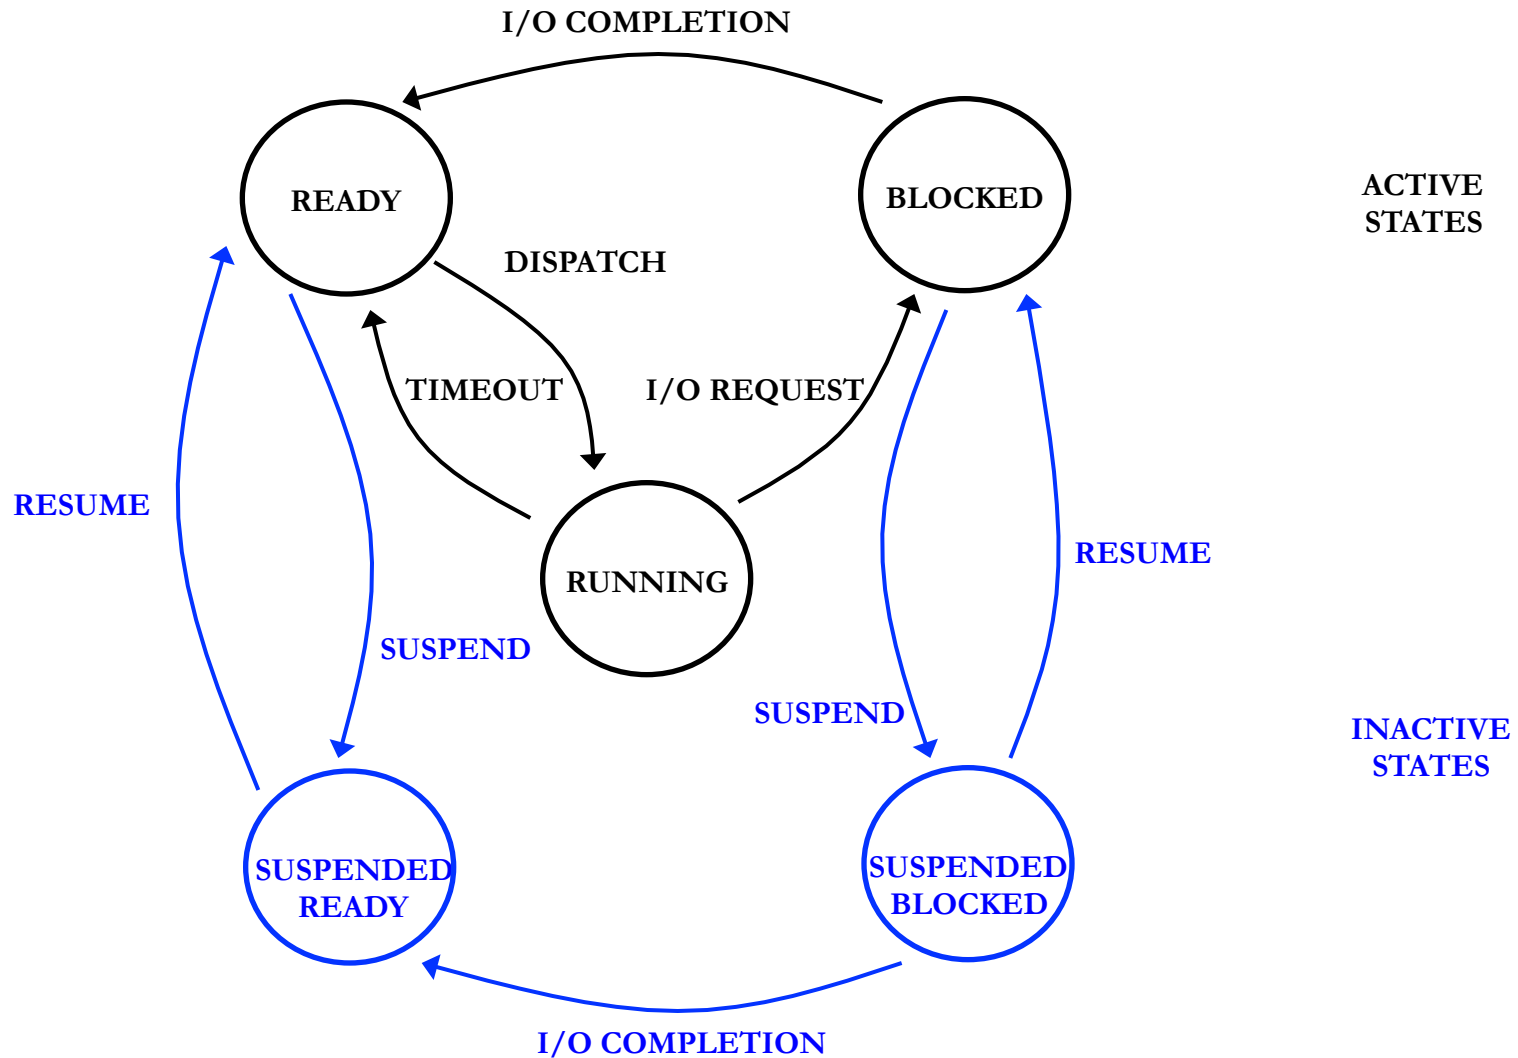 I/O COMPLETION
READY
BLOCKED
ACTIVE
STATES
DISPATCH
TIMEOUT
I/O REQUEST
RESUME
RESUME
RUNNING
SUSPEND
SUSPEND
INACTIVE
STATES
SUSPENDED
READY
SUSPENDED
BLOCKED
I/O COMPLETION